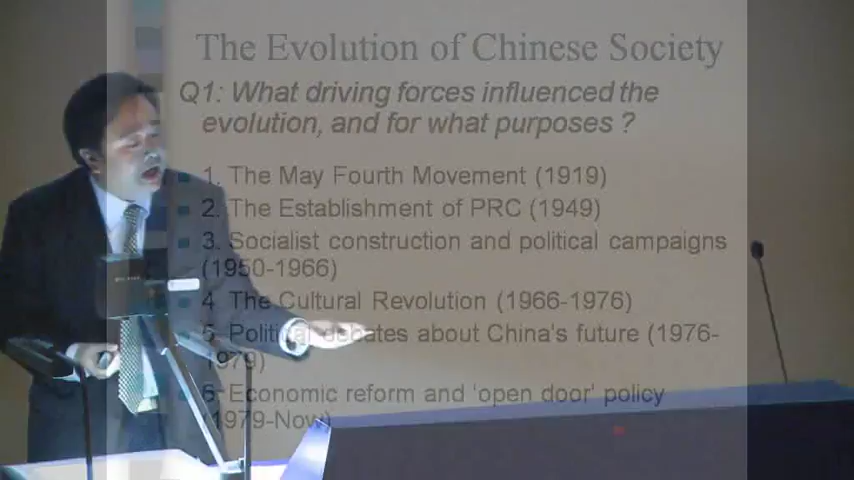 The Evolution of Chinese Society
Q1: What driving forces influenced the
evolution, and for what purposes ?
1. The May Fourth Movement (1919)
2. The Establishment of PRC (1949)
3. Socialist construction and political campaigns
(1950-1966)
4 The Cultural Revolution (1966-1976)
5 Political debates about China's future (1976-
1979)
6 Economic reform and 'open door' policy
(1979-Now)